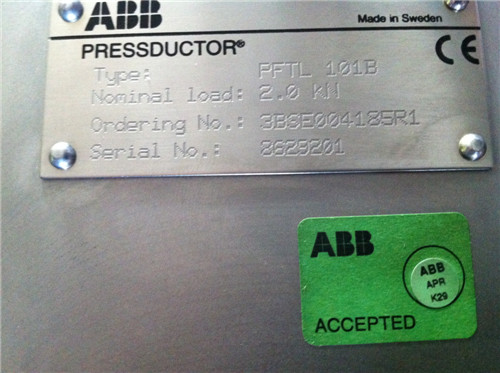 ABB
Made in Sweden
PRESSDUCTOR®
CE
Type: PFTL 101B
Nominal load: 2.0 kN
Ordering No.: 3BSE004185R1
Serial No.: 8629201
ABB
ABB
APR
K29
ACCEPTED